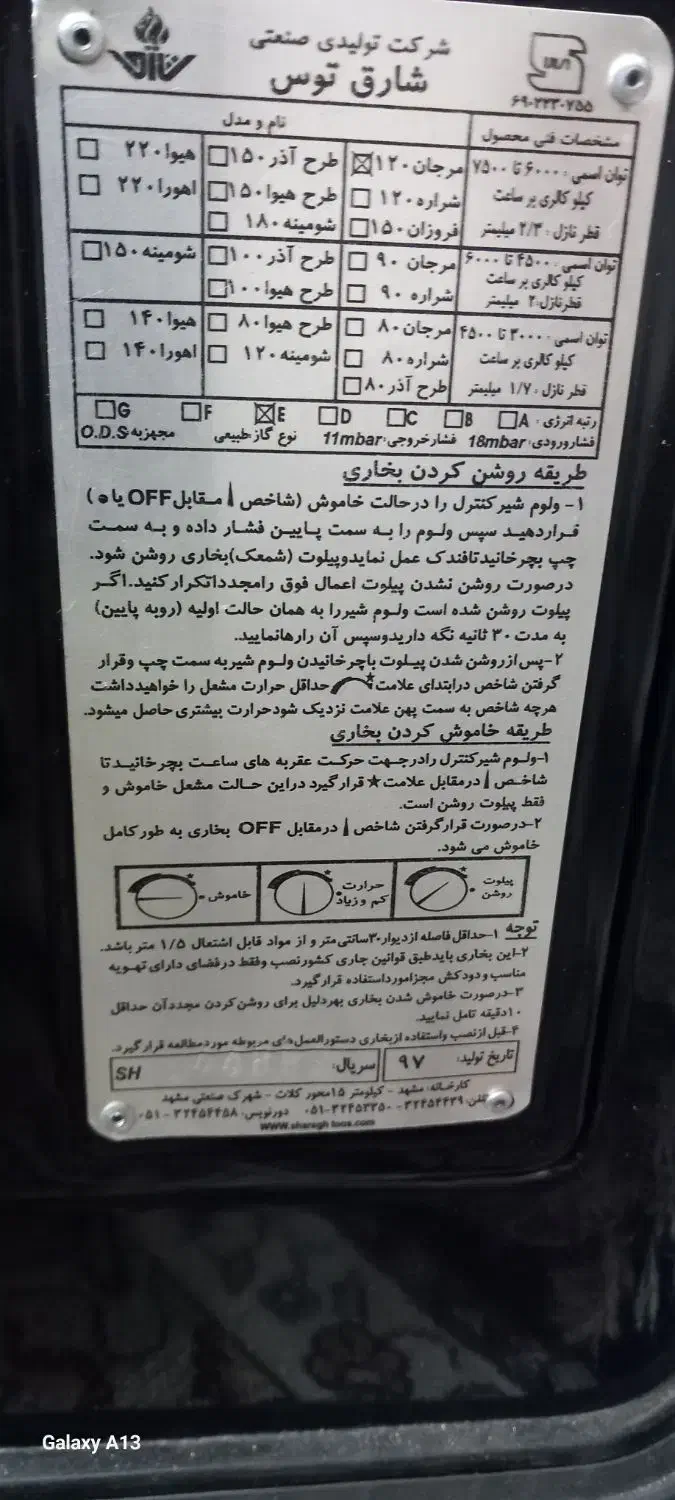 شرکت تولیدی صنعتی
شارق توس
۶۹-۲۳۳-۲۵۵
مشخصات فنی محصول
نام و مدل
توان اسمی : ۶۰۰۰ تا ۷۵۰۰
کیلو کالری بر ساعت
قطر نازل : ۲/۳ میلیمتر
مرجان ۱۲۰ ☒ طرح آذر ۱۵۰ □ هیوا ۲۲۰ □
شراره ۱۲۰ □ طرح هیوا ۱۵۰ □ اهورا ۲۲۰ □
فروزان ۱۵۰ □ شومینه ۱۸۰ □
توان اسمی : ۴۵۰۰ تا ۶۰۰۰
کیلو کالری بر ساعت
قطر نازل: ۲ میلیمتر
مرجان ۹۰ □ طرح آذر ۱۰۰ □ شومینه ۱۵۰ □
شراره ۹۰ □ طرح هیوا ۱۰۰ □
توان اسمی : ۳۰۰۰ تا ۴۵۰۰
کیلو کالری بر ساعت
قطر نازل : ۱/۷ میلیمتر
مرجان ۸۰ □ طرح هیوا ۸۰ □ هیوا ۱۴۰ □
شراره ۸۰ □ شومینه ۱۲۰ □ اهورا ۱۴۰ □
طرح آذر ۸۰ □
رتبه انرژی : A □ B □ C □ D □ E ☒ F □ G □
فشار ورودی: 18mbar فشار خروجی: 11mbar نوع گاز: طبیعی مجهز به O.D.S
طریقه روشن کردن بخاری
۱- ولوم شیر کنترل را در حالت خاموش (شاخص مقابل OFF یا ●)
قرار دهید سپس ولوم را به سمت پایین فشار داده و به سمت
چپ بچرخانید تا فندک عمل نماید و پیلوت (شمعک) بخاری روشن شود.
در صورت روشن نشدن پیلوت اعمال فوق را مجددا تکرار کنید. اگر
پیلوت روشن شده است ولوم شیر را به همان حالت اولیه (رو به پایین)
به مدت ۳۰ ثانیه نگه دارید و سپس آن را رها نمایید.
۲- پس از روشن شدن پیلوت با چرخانیدن ولوم شیر به سمت چپ و قرار
گرفتن شاخص در ابتدای علامت حداقل حرارت مشعل را خواهید داشت
هرچه شاخص به سمت پهن علامت نزدیک شود حرارت بیشتری حاصل میشود.
طریقه خاموش کردن بخاری
۱- ولوم شیر کنترل را در جهت حرکت عقربه های ساعت بچرخانید تا
شاخص در مقابل علامت ★ قرار گیرد در این حالت مشعل خاموش و
فقط پیلوت روشن است.
۲- در صورت قرار گرفتن شاخص در مقابل OFF بخاری به طور کامل
خاموش می شود.
پیلوت روشن
حرارت کم و زیاد
خاموش
توجه ۱- حداقل فاصله از دیوار ۳۰ سانتی متر و از مواد قابل اشتعال ۱/۵ متر باشد.
۲- این بخاری باید طبق قوانین جاری کشور نصب و فقط در فضای دارای تهویه
مناسب و دودکش مجزا مورد استفاده قرار گیرد.
۳- در صورت خاموش شدن بخاری بهر دلیل برای روشن کردن مجدد آن حداقل
۱۰ دقیقه تامل نمایید.
۴- قبل از نصب و استفاده از بخاری دستورالعمل های مربوطه مورد مطالعه قرار گیرد.
تاریخ تولید: ۹۷ سریال: SH
کارخانه: مشهد - کیلومتر ۱۵ محور کلات - شهرک صنعتی مشهد
تلفن: ۳۲۴۵۴۴۳۹ - ۰۵۱-۳۲۴۵۳۳۵۰ دورنویس: ۳۲۴۵۴۴۵۸ - ۰۵۱
www.sharegh toos.com
Galaxy A13